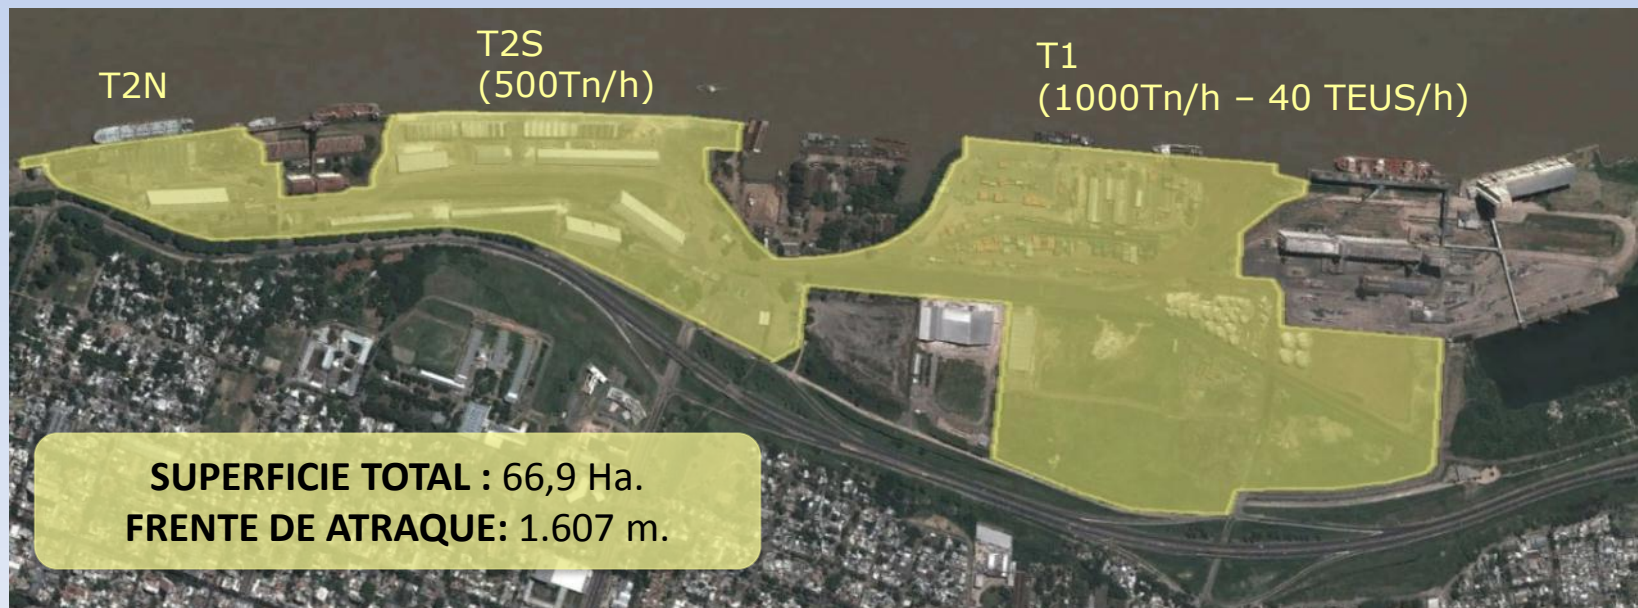 T2N
T2S
(500Tn/h)
T1
(1000Tn/h – 40 TEUS/h)
SUPERFICIE TOTAL : 66,9 Ha.
FRENTE DE ATRAQUE: 1.607 m.